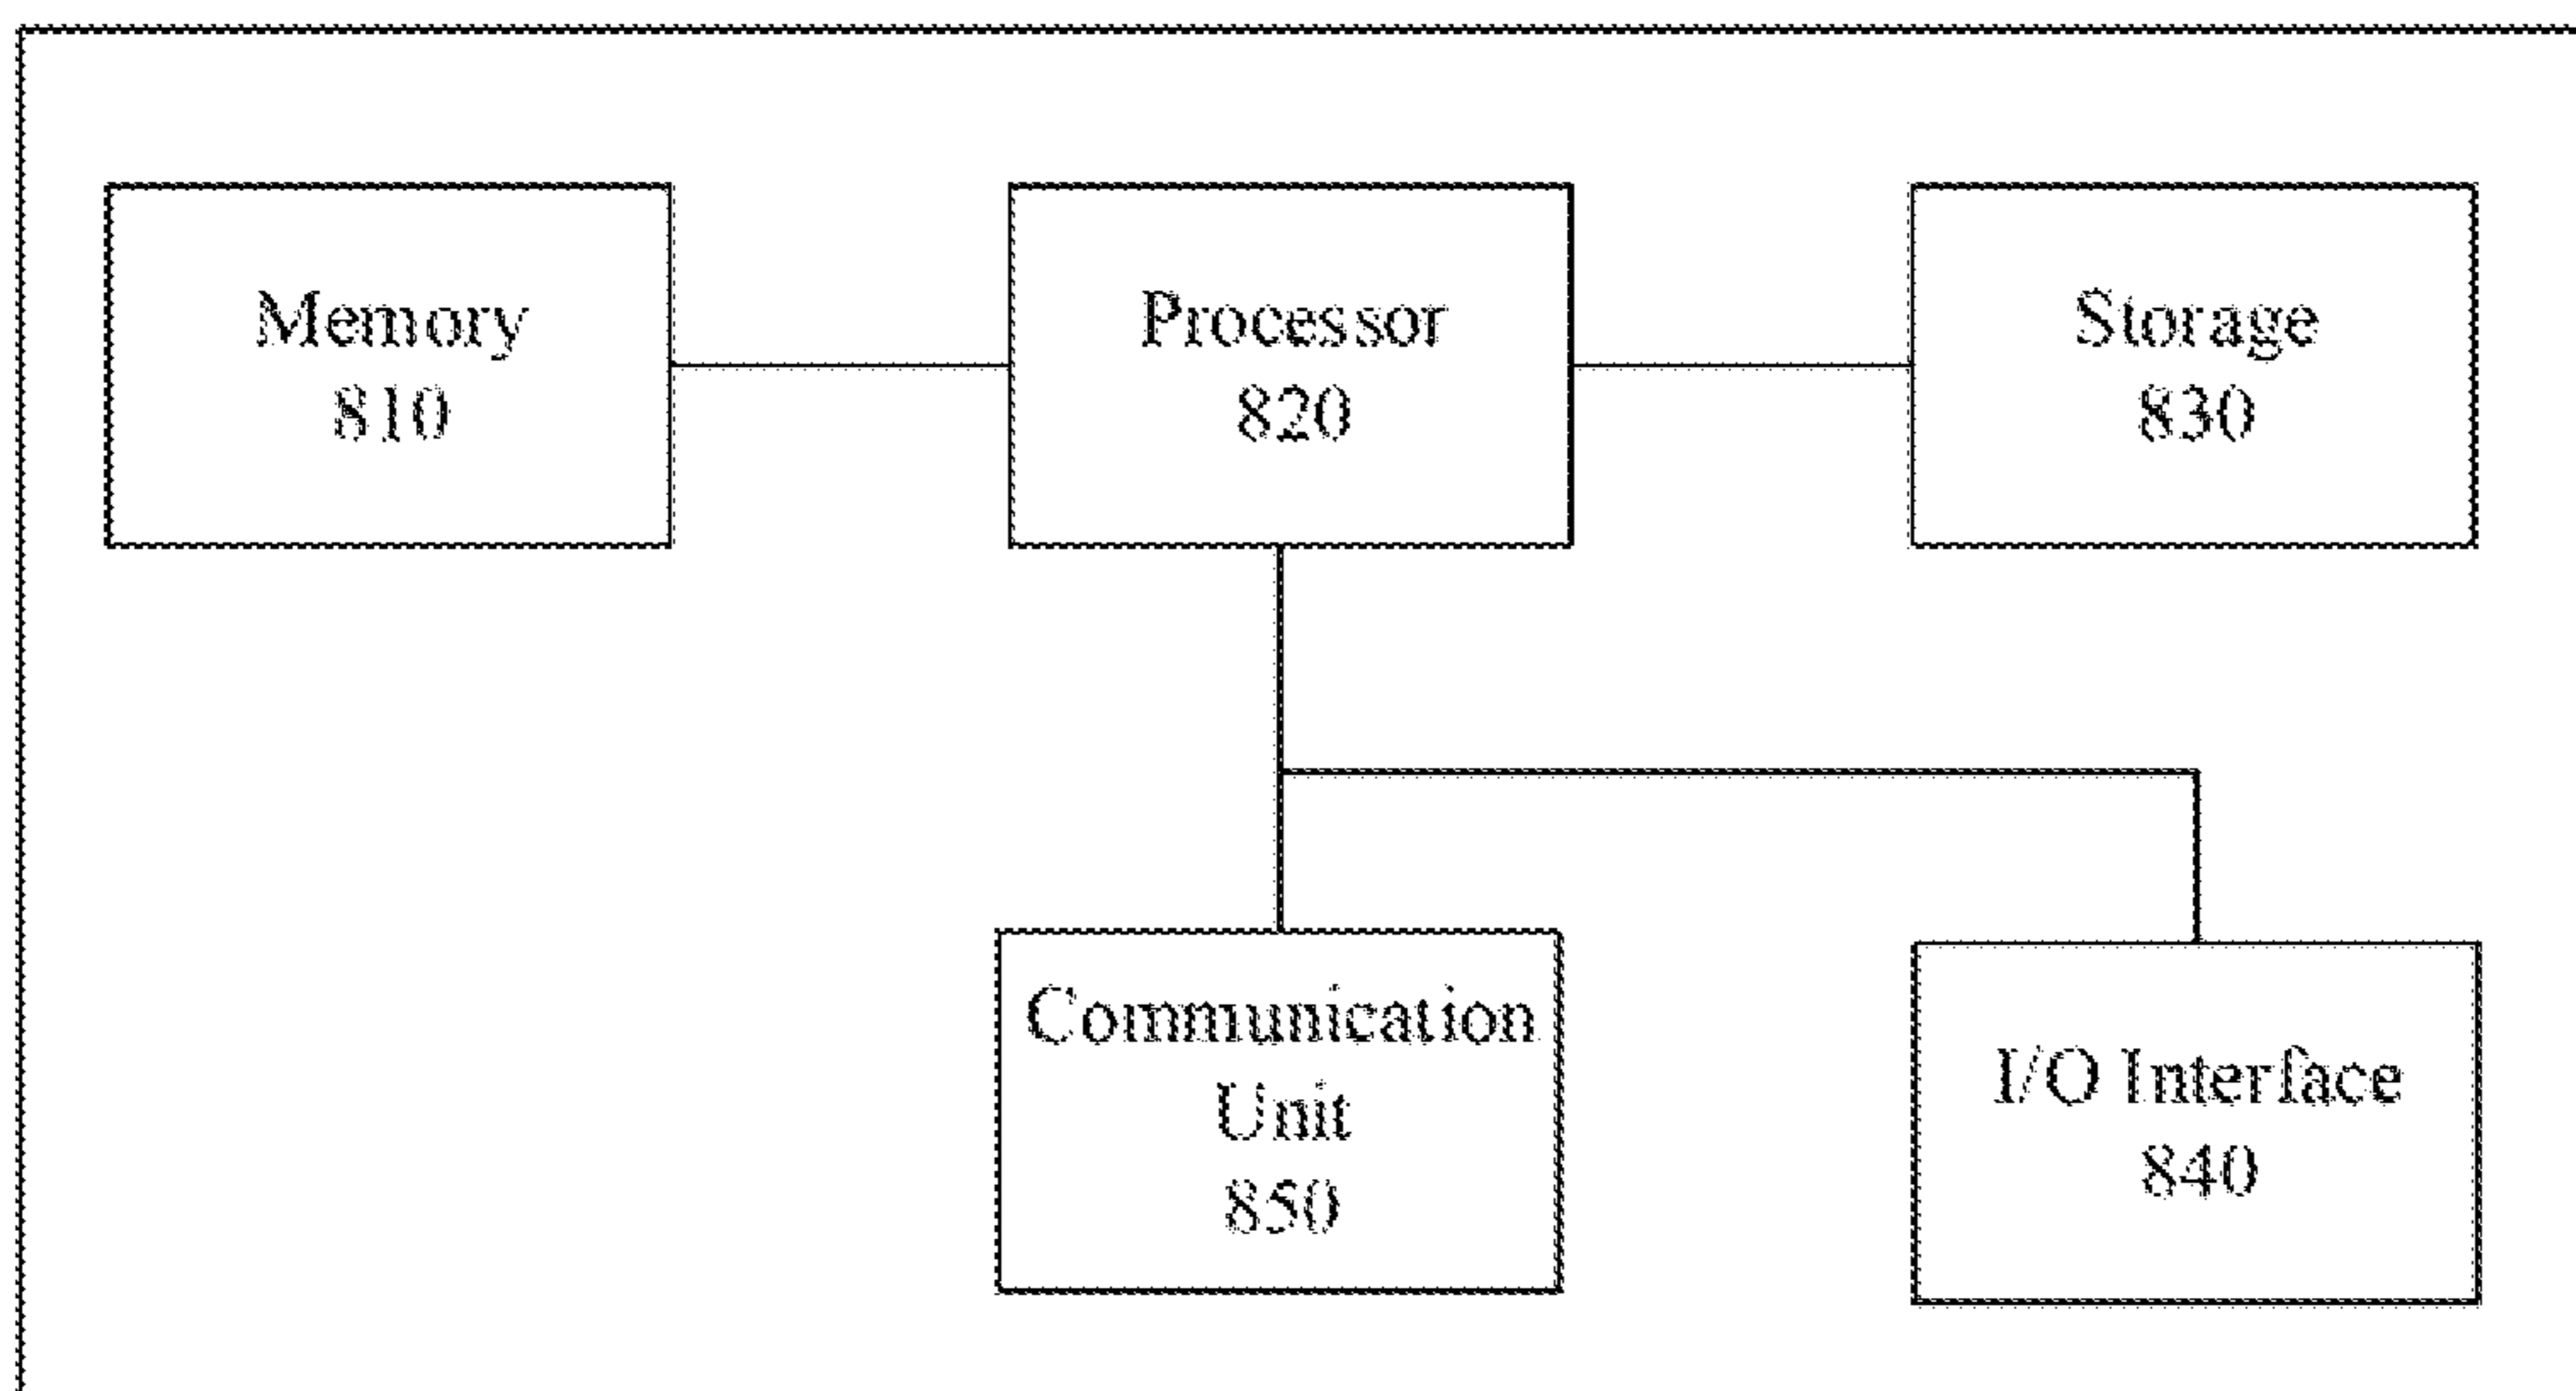 Memory
810
Processor
820
Storage
830
Communication
Unit
850
I/O Interface
840